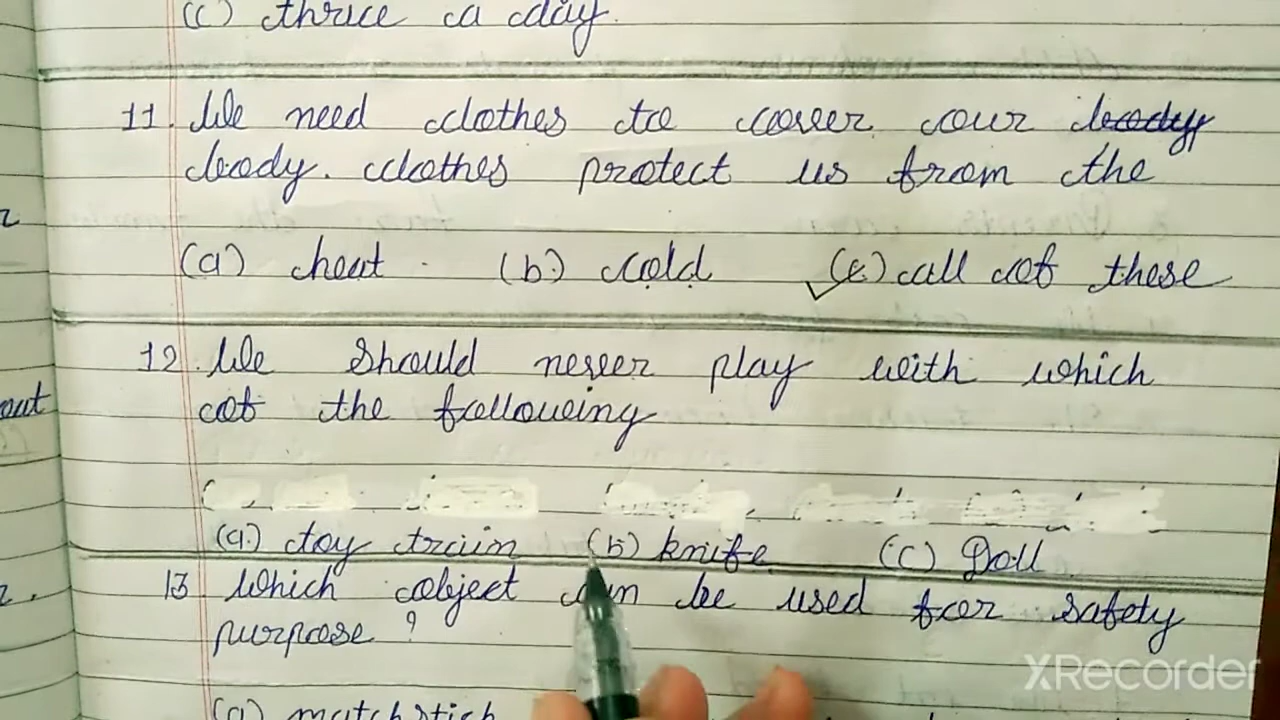 (c) thrice a day.
11. We need clothes to cover our body
body. Clothes protect us from the
(a) heat (b) cold (c) all of these
12. We should never play with which
out of the following
(a) toy train (b) knife (c) Doll
13 Which object can be used for safety
purpose ?
(a) matchstick
XRecorder